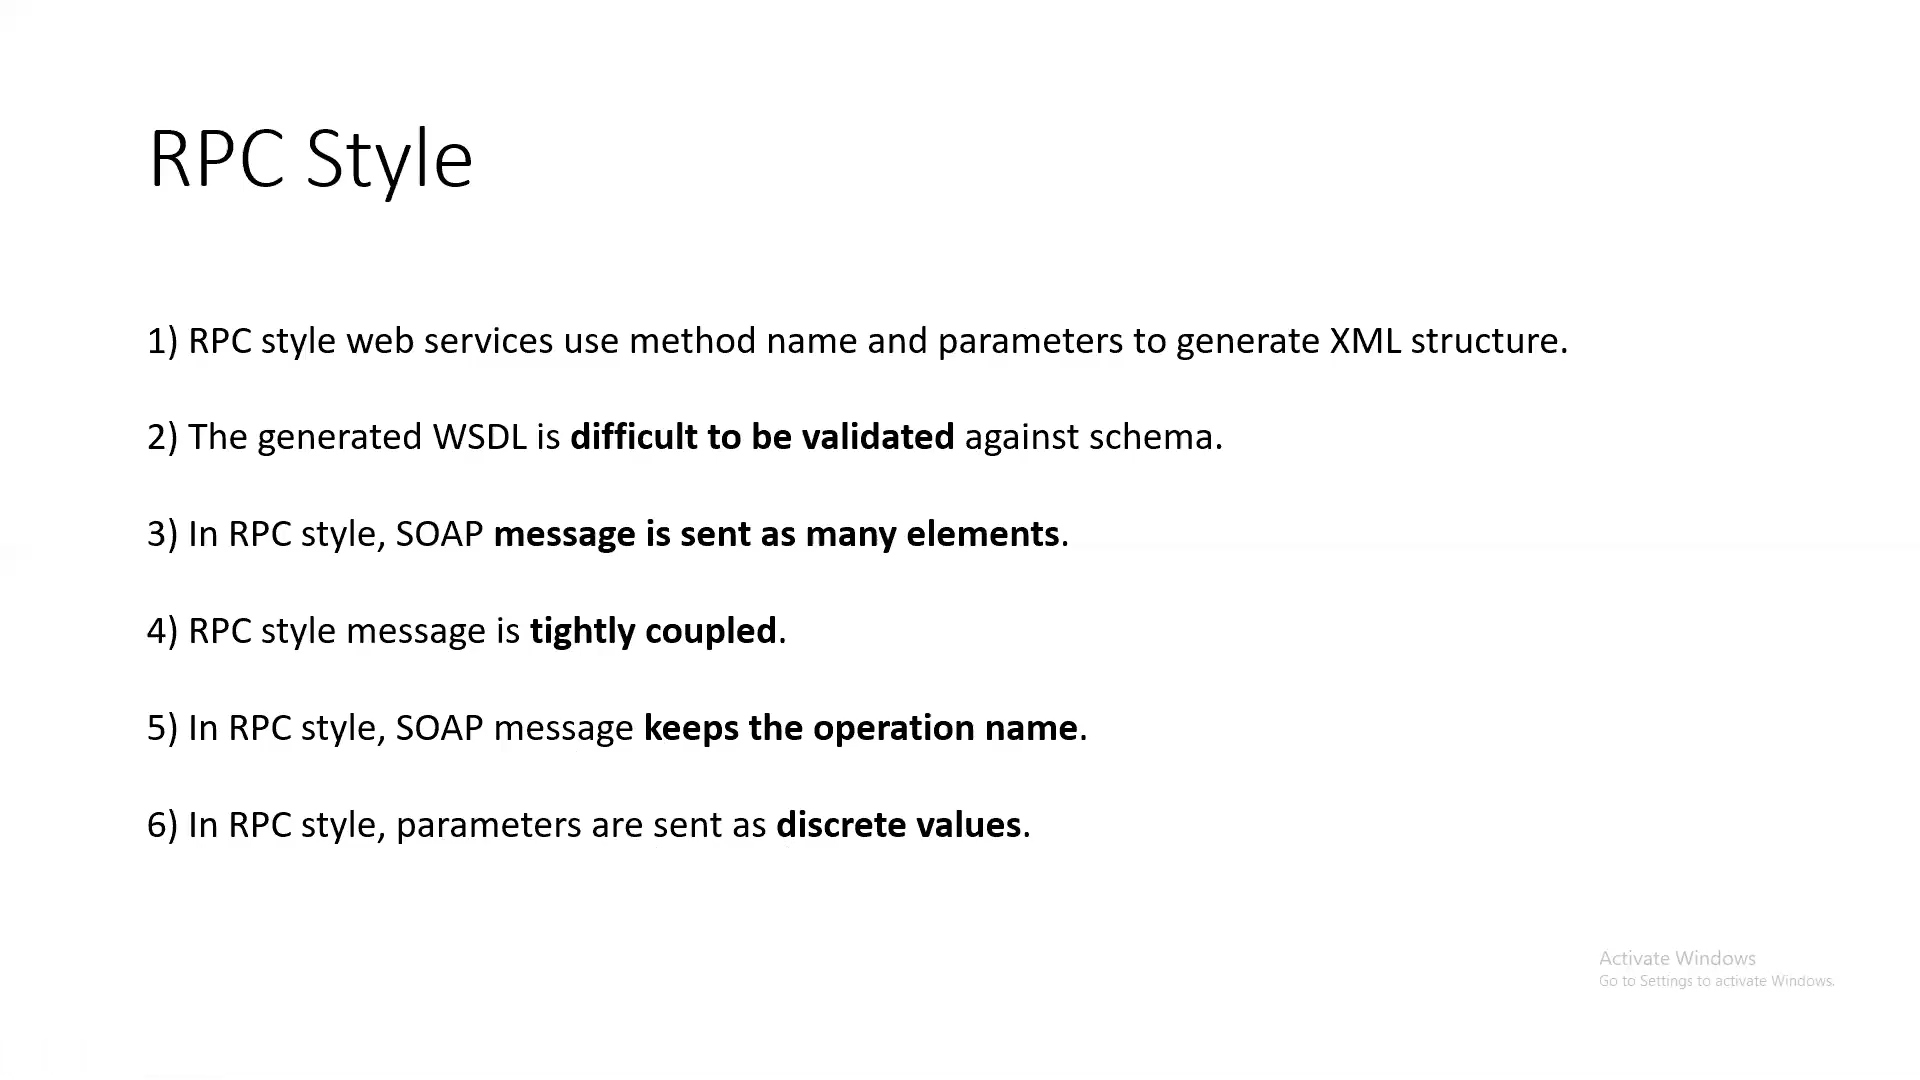 RPC Style
1) RPC style web services use method name and parameters to generate XML structure.
2) The generated WSDL is difficult to be validated against schema.
3) In RPC style, SOAP message is sent as many elements.
4) RPC style message is tightly coupled.
5) In RPC style, SOAP message keeps the operation name.
6) In RPC style, parameters are sent as discrete values.
Activate Windows
Go to Settings to activate Windows.